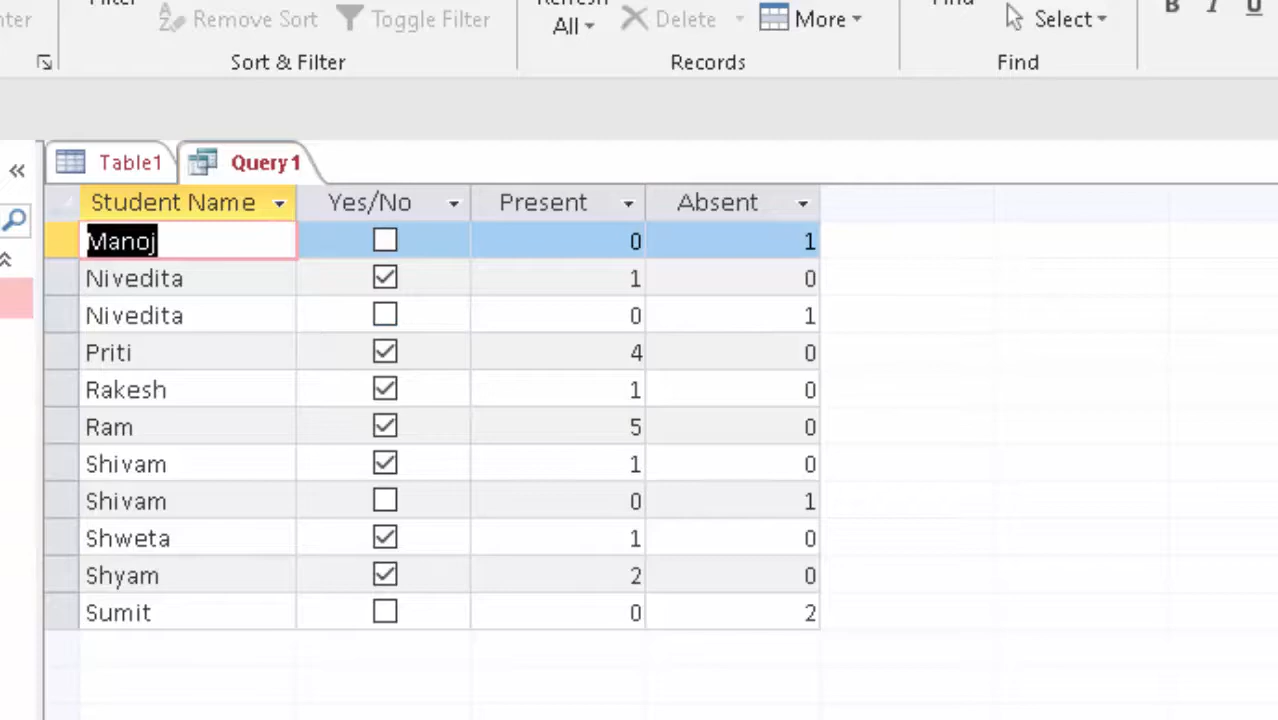 Remove Sort
Toggle Filter
All
Delete
More
Select
Sort & Filter
Records
Find
Table1
Query1
Student Name Yes/No Present Absent
Manoj 0 1
Nivedita 1 0
Nivedita 0 1
Priti 4 0
Rakesh 1 0
Ram 5 0
Shivam 1 0
Shivam 0 1
Shweta 1 0
Shyam 2 0
Sumit 0 2